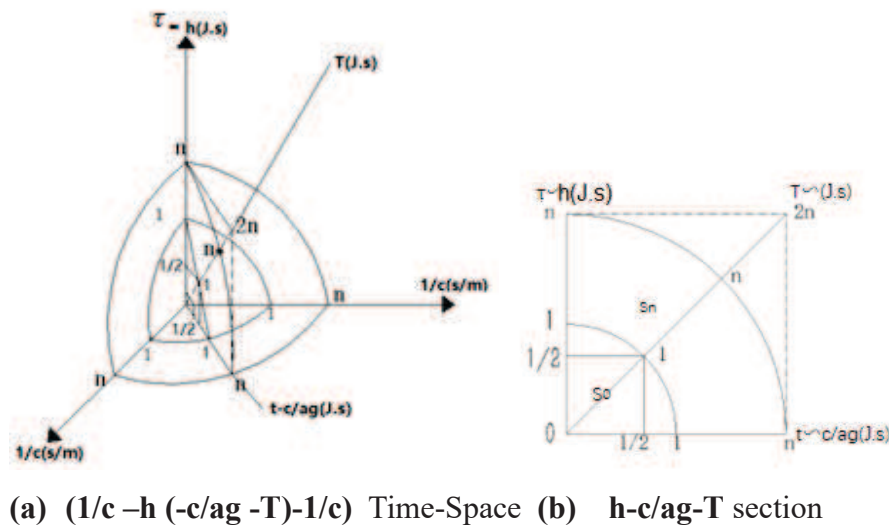 τ = h(J.s)
T(J.s)
n
1
2n
n
1/2
1
1/2
1
1
1
n
n
n
1/c(s/m)
t-c/ag(J.s)
1/c(s/m)
τ~h(J.s)
T~(J.s)
n
2n
n
Sn
1
1/2
1
S0
0
1/2
1
n
t~c/ag(J.s)
(a) (1/c –h (-c/ag -T)-1/c) Time-Space (b) h-c/ag-T section